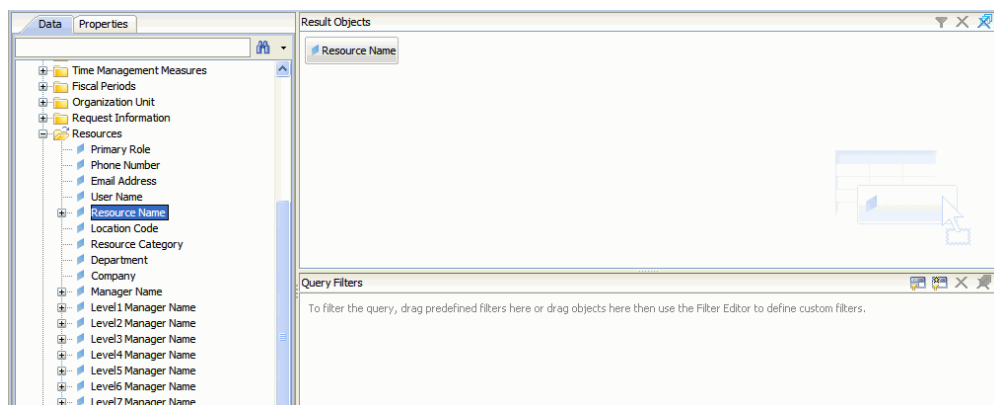 Data
Properties
Time Management Measures
Fiscal Periods
Organization Unit
Request Information
Resources
Primary Role
Phone Number
Email Address
User Name
Resource Name
Location Code
Resource Category
Department
Company
Manager Name
Level1 Manager Name
Level2 Manager Name
Level3 Manager Name
Level4 Manager Name
Level5 Manager Name
Level6 Manager Name
Level7 Manager Name
Result Objects
Resource Name
Query Filters
To filter the query, drag predefined filters here or drag objects here then use the Filter Editor to define custom filters.